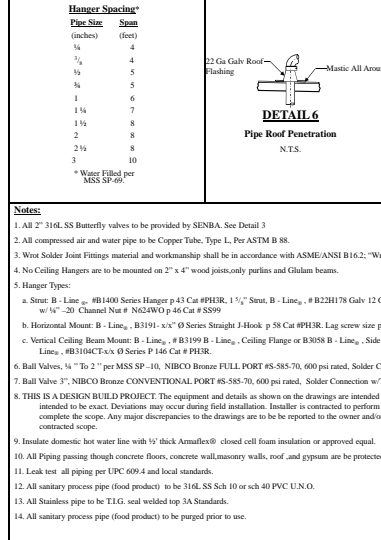 Hanger Spacing*
Pipe Size Span
(inches) (feet)
¼ 4
3/8 4
½ 5
¾ 5
1 6
1 ¼ 7
1 ½ 8
2 8
2 ½ 8
3 10
* Water Filled per
MSS SP-69.
22 Ga Galv Roof
Flashing
Mastic All Arou
DETAIL 6
Pipe Roof Penetration
N.T.S.
Notes:
1. All 2" 316L SS Butterfly valves to be provided by SENBA. See Detail 3
2. All compressed air and water pipe to be Copper Tube, Type L, Per ASTM B 88.
3. Wrot Solder Joint Fittings material and workmanship shall be in accordance with ASME/ANSI B16.2; "Wr
4. No Ceiling Hangers are to be mounted on 2" x 4" wood joists,only purlins and Glulam beams.
5. Hanger Types:
a. Strut: B - Line ®, #B1400 Series Hanger p 43 Cat #PH3R, 1 5/8" Strut, B - Line®, # B22H178 Galv 12 G
w/ ¼" –20 Channel Nut # N624WO p 46 Cat # SS99
b. Horizontal Mount: B - Line®, B3191- x/x" Ø Series Straight J-Hook p 58 Cat #PH3R. Lag screw size p
c. Vertical Ceiling Beam Mount: B - Line®, # B3199 B - Line®, Ceiling Flange or B3058 B - Line®, Side
Line®, #B3104CT-x/x Ø Series P 146 Cat # PH3R.
6. Ball Valves, ¼ " To 2 " per MSS SP –10, NIBCO Bronze FULL PORT #S-585-70, 600 psi rated, Solder C
7. Ball Valve 3", NIBCO Bronze CONVENTIONAL PORT #S-585-70, 600 psi rated, Solder Connection w/
8. THIS IS A DESIGN BUILD PROJECT. The equipment and details as shown on the drawings are intended
intended to be exact. Deviations may occur during field installation. Installer is contracted to perform
complete the scope. Any major discrepancies to the drawings are to be reported to the owner and/o
contracted scope.
9. Insulate domestic hot water line with ½' thick Armaflex® closed cell foam insulation or approved equal.
10. All Piping passing though concrete floors, concrete wall,masonry walls, roof ,and gypsum are be protecte
11. Leak test all piping per UPC 609.4 and local standards.
12. All sanitary process pipe (food product) to be 316L SS Sch 10 or sch 40 PVC U.N.O.
13. All Stainless pipe to be T.I.G. seal welded top 3A Standards.
14. All sanitary process pipe (food product) to be purged prior to use.